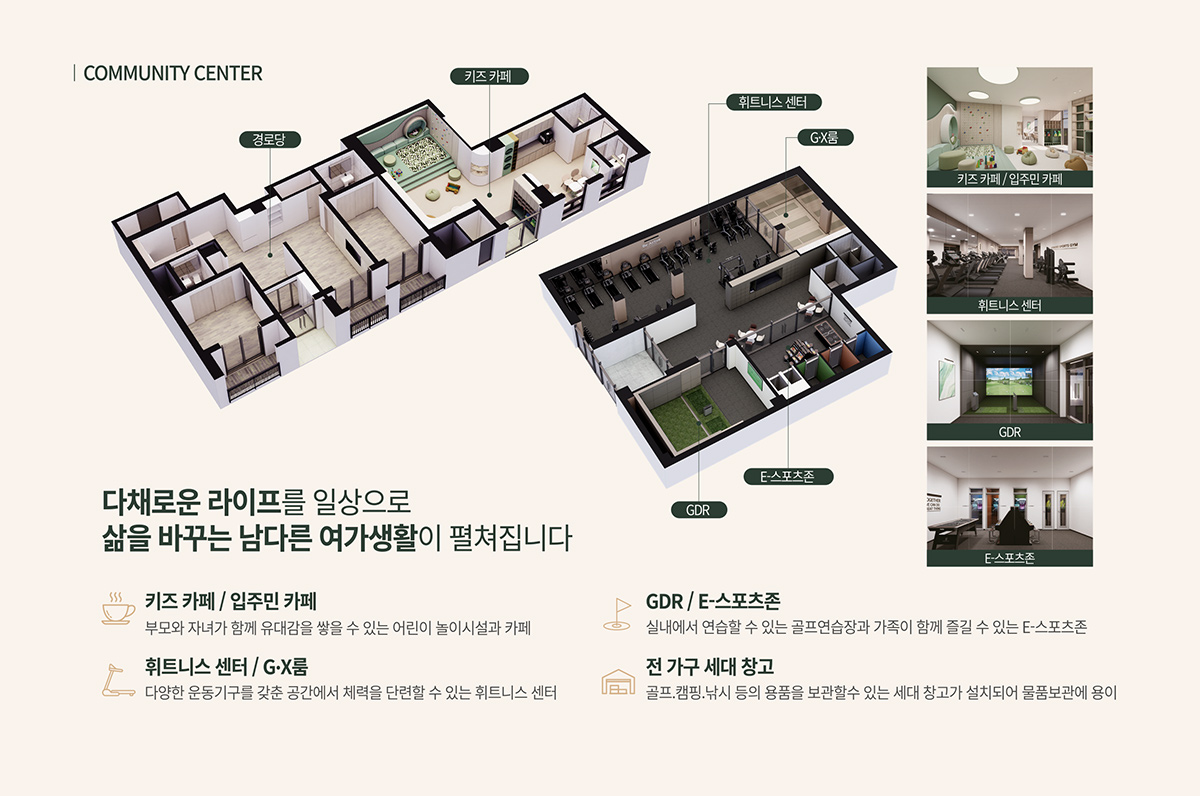 COMMUNITY CENTER
키즈 카페
경로당
휘트니스 센터
G·X룸
E-스포츠존
GDR
키즈 카페 / 입주민 카페
휘트니스 센터
GDR
E-스포츠존
다채로운 라이프를 일상으로
삶을 바꾸는 남다른 여가생활이 펼쳐집니다
키즈 카페 / 입주민 카페
부모와 자녀가 함께 유대감을 쌓을 수 있는 어린이 놀이시설과 카페
휘트니스 센터 / G·X룸
다양한 운동기구를 갖춘 공간에서 체력을 단련할 수 있는 휘트니스 센터
GDR / E-스포츠존
실내에서 연습할 수 있는 골프연습장과 가족이 함께 즐길 수 있는 E-스포츠존
전 가구 세대 창고
골프.캠핑.낚시 등의 용품을 보관할수 있는 세대 창고가 설치되어 물품보관에 용이